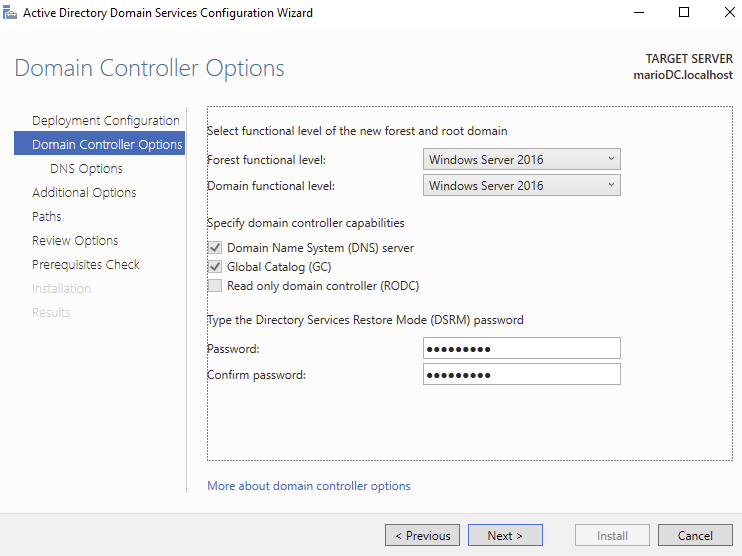 Active Directory Domain Services Configuration Wizard
Domain Controller Options
TARGET SERVER
marioDC.localhost
Deployment Configuration
Domain Controller Options
DNS Options
Additional Options
Paths
Review Options
Prerequisites Check
Installation
Results
Select functional level of the new forest and root domain
Forest functional level: Windows Server 2016
Domain functional level: Windows Server 2016
Specify domain controller capabilities
Domain Name System (DNS) server
Global Catalog (GC)
Read only domain controller (RODC)
Type the Directory Services Restore Mode (DSRM) password
Password: ●●●●●●●●●
Confirm password: ●●●●●●●●●
More about domain controller options
< Previous Next > Install Cancel